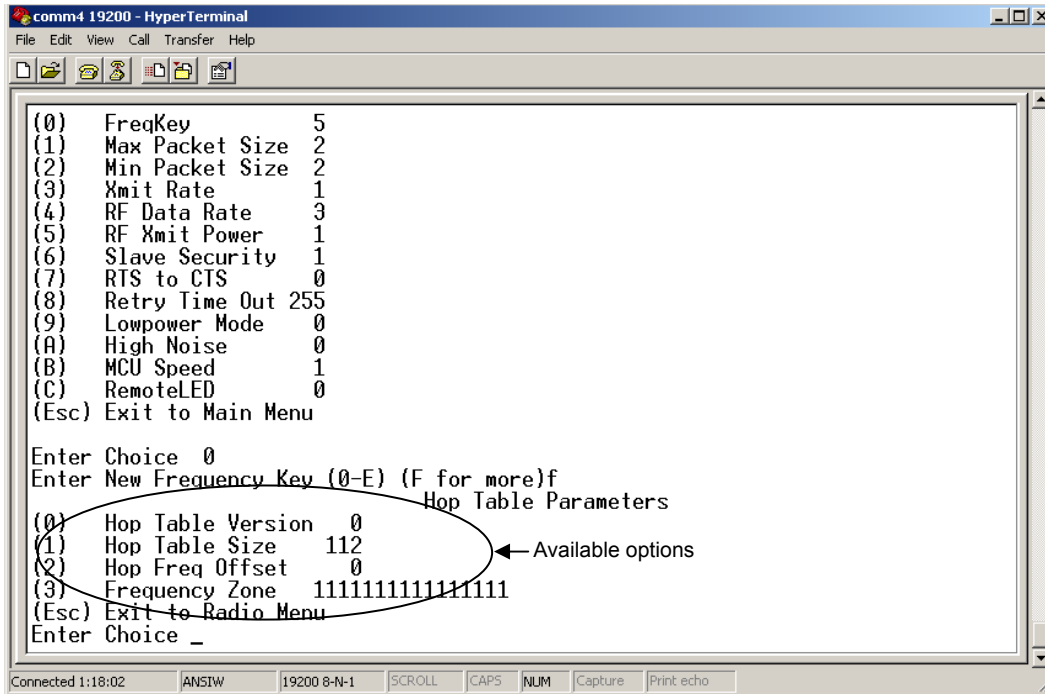 comm4 19200 - HyperTerminal
File Edit View Call Transfer Help
(0) FreqKey 5
(1) Max Packet Size 2
(2) Min Packet Size 2
(3) Xmit Rate 1
(4) RF Data Rate 3
(5) RF Xmit Power 1
(6) Slave Security 1
(7) RTS to CTS 0
(8) Retry Time Out 255
(9) Lowpower Mode 0
(A) High Noise 0
(B) MCU Speed 1
(C) RemoteLED 0
(Esc) Exit to Main Menu
Enter Choice 0
Enter New Frequency Key (0-E) (F for more)f
Hop Table Parameters
(0) Hop Table Version 0
(1) Hop Table Size 112
(2) Hop Freq Offset 0
(3) Frequency Zone 1111111111111111
(Esc) Exit to Radio Menu
Enter Choice _
Available options
Connected 1:18:02 ANSIW 19200 8-N-1 SCROLL CAPS NUM Capture Print echo